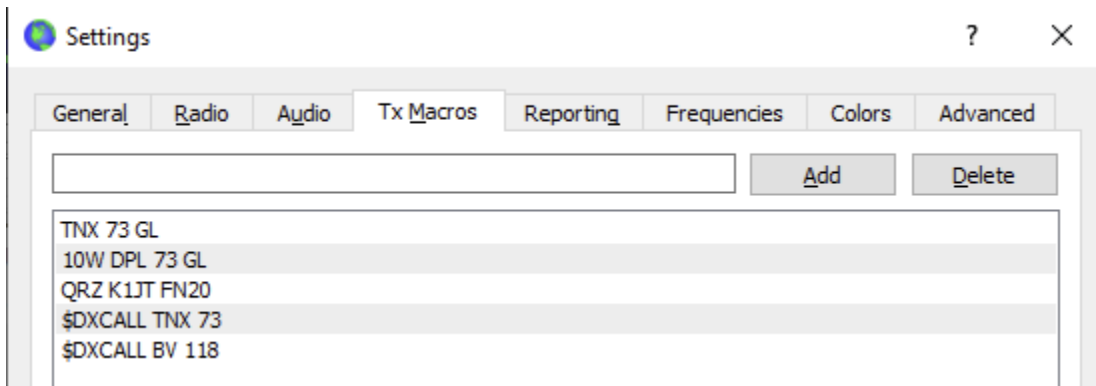 Settings ? X
General Radio Audio Tx Macros Reporting Frequencies Colors Advanced
Add Delete
TNX 73 GL
10W DPL 73 GL
QRZ K1JT FN20
$DXCALL TNX 73
$DXCALL BV 118